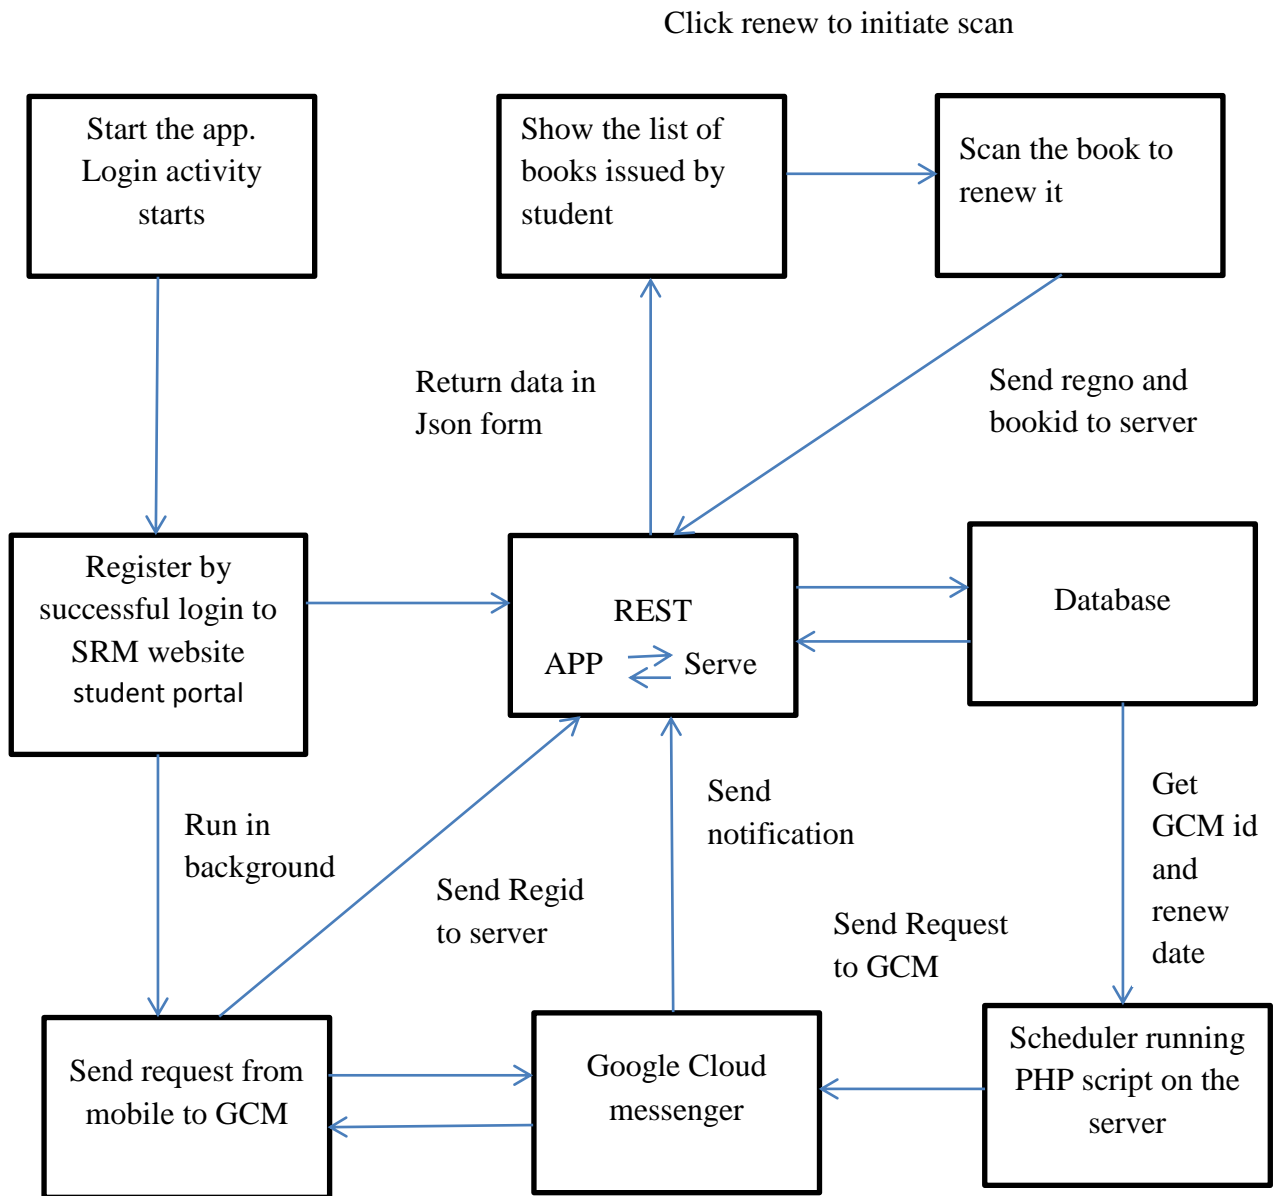 Click renew to initiate scan
Start the app.
Login activity
starts
Show the list of
books issued by
student
Scan the book to
renew it
Return data in
Json form
Send regno and
bookid to server
Register by
successful login to
SRM website
student portal
REST
APP
Serve
Database
Run in
background
Send Regid
to server
Send
notification
Send Request
to GCM
Get
GCM id
and
renew
date
Send request from
mobile to GCM
Google Cloud
messenger
Scheduler running
PHP script on the
server